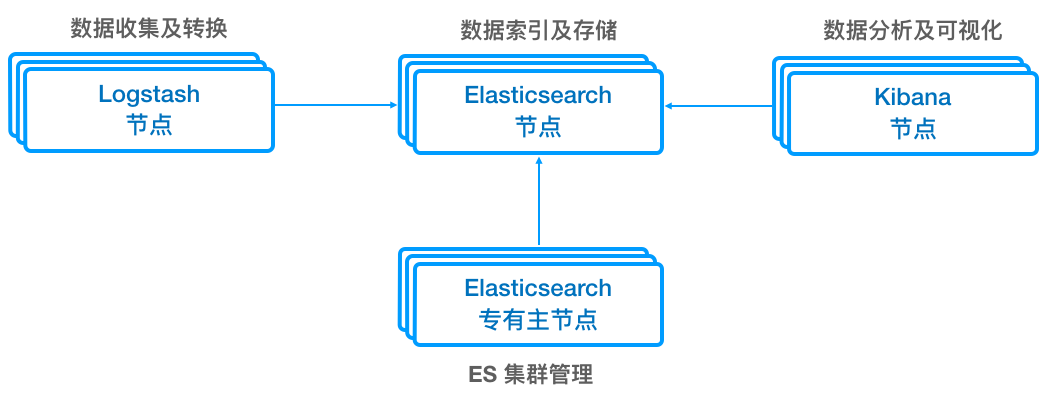 数据收集及转换
数据索引及存储
数据分析及可视化
Logstash
节点
Elasticsearch
节点
Kibana
节点
Elasticsearch
专有主节点
ES 集群管理